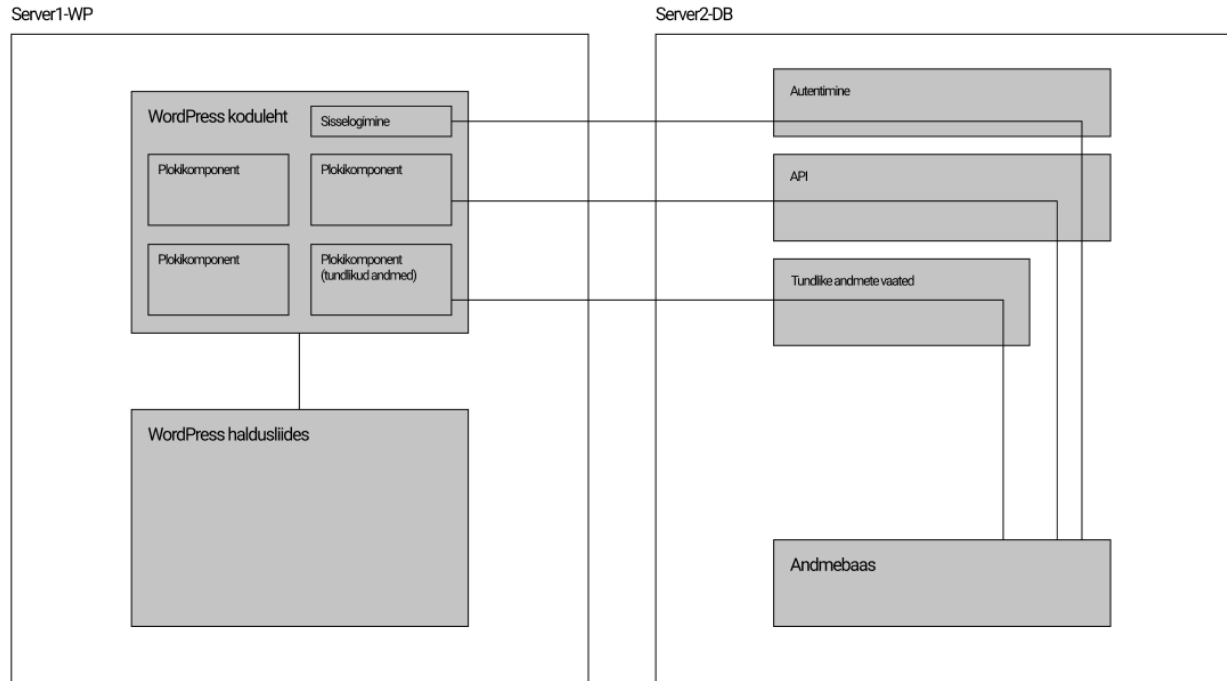 Server1-WP
Server2-DB
WordPress koduleht
Sisselogimine
Plokikomponent
Plokikomponent
Plokikomponent
Plokikomponent
(tundlikud andmed)
WordPress haldusliides
Autentimine
API
Tundlike andmete vaated
Andmebaas